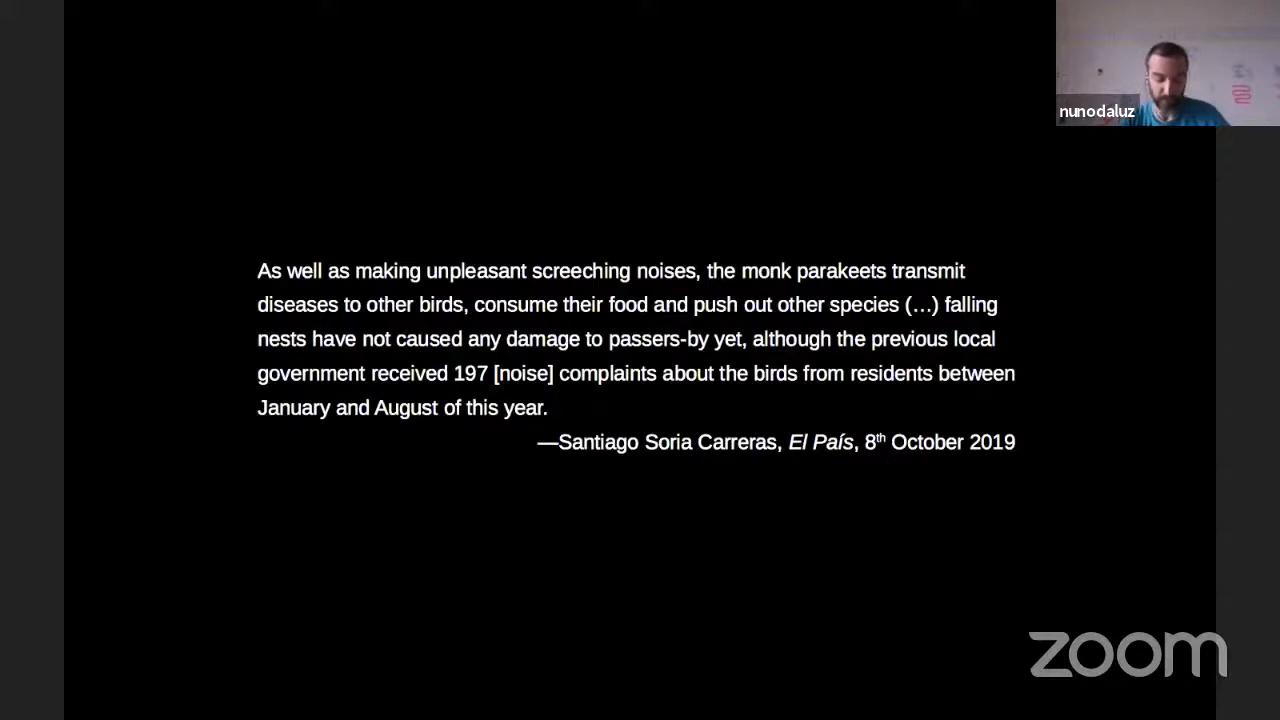 nunodaluz
As well as making unpleasant screeching noises, the monk parakeets transmit
diseases to other birds, consume their food and push out other species (…) falling
nests have not caused any damage to passers-by yet, although the previous local
government received 197 [noise] complaints about the birds from residents between
January and August of this year.
—Santiago Soria Carreras, El País, 8th October 2019
zoom